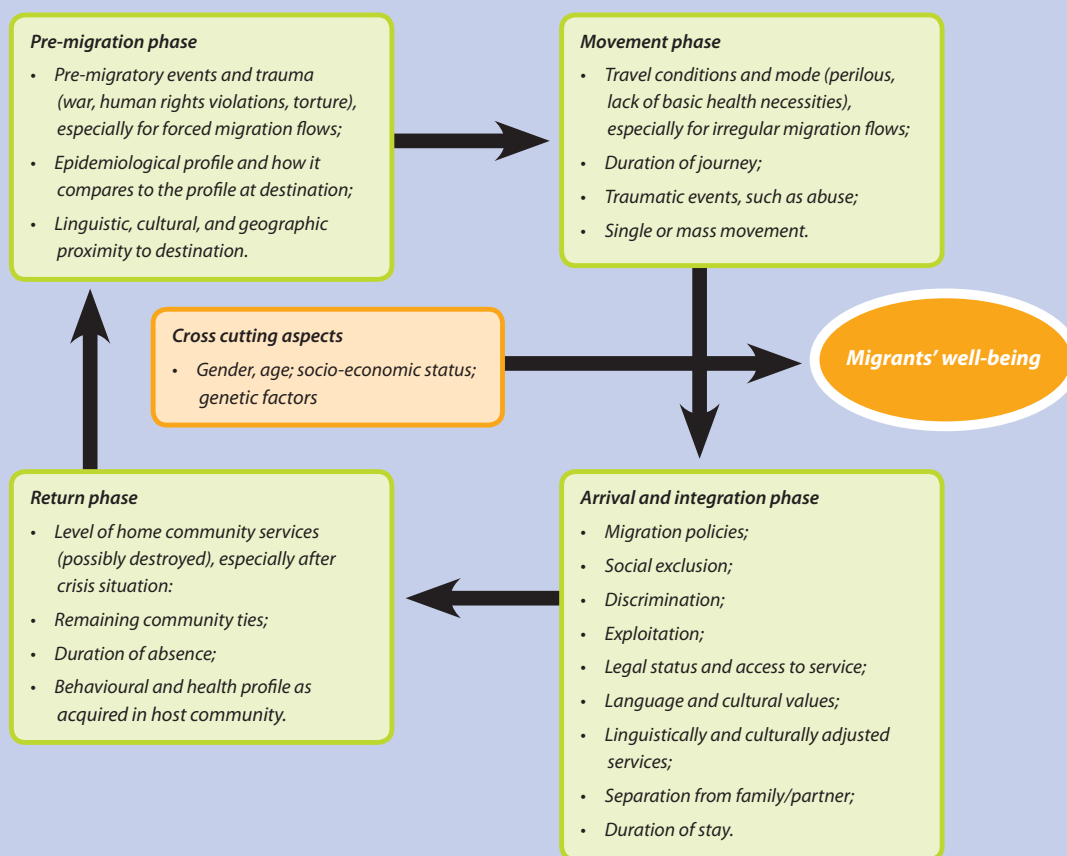 Pre-migration phase
• Pre-migratory events and trauma
(war, human rights violations, torture),
especially for forced migration flows;
• Epidemiological profile and how it
compares to the profile at destination;
• Linguistic, cultural, and geographic
proximity to destination.
Movement phase
• Travel conditions and mode (perilous,
lack of basic health necessities),
especially for irregular migration flows;
• Duration of journey;
• Traumatic events, such as abuse;
• Single or mass movement.
Cross cutting aspects
• Gender, age; socio-economic status;
genetic factors
Migrants’ well-being
Return phase
• Level of home community services
(possibly destroyed), especially after
crisis situation:
• Remaining community ties;
• Duration of absence;
• Behavioural and health profile as
acquired in host community.
Arrival and integration phase
• Migration policies;
• Social exclusion;
• Discrimination;
• Exploitation;
• Legal status and access to service;
• Language and cultural values;
• Linguistically and culturally adjusted
services;
• Separation from family/partner;
• Duration of stay.